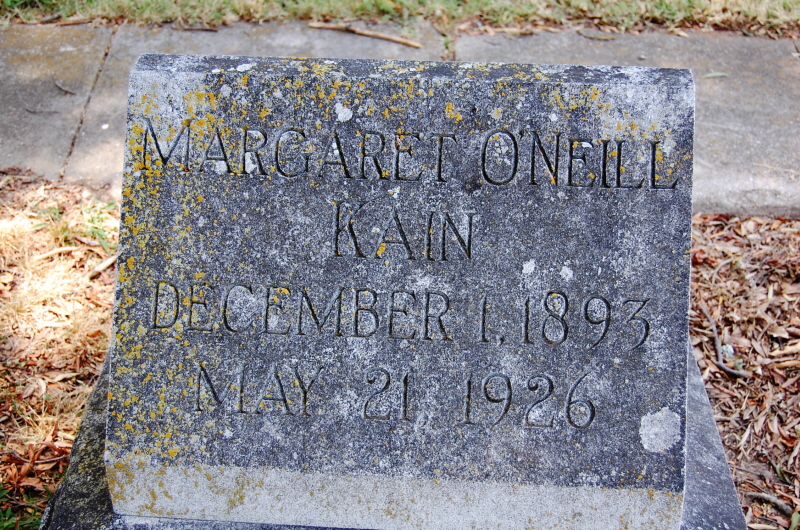 MARGARET O'NEILL
KAIN
DECEMBER 1, 1893
MAY 21 1926